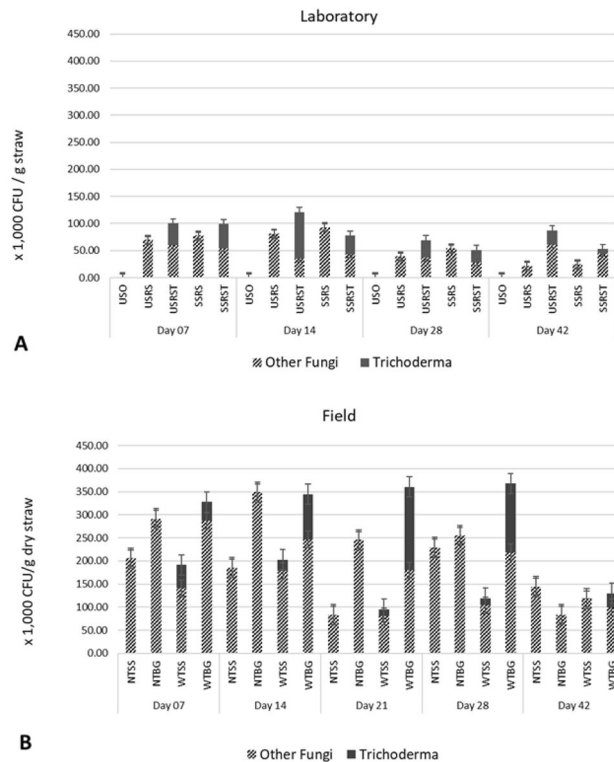 Laboratory
x 1,000 CFU / g straw
450.00
400.00
350.00
300.00
250.00
200.00
150.00
100.00
50.00
0.00
USO USRS USRST SSRS SSRST USO USRS USRST SSRS SSRST USO USRS USRST SSRS SSRST USO USRS USRST SSRS SSRST
Day 07 Day 14 Day 28 Day 42
A
Other Fungi Trichoderma
Field
x 1,000 CFU/g dry straw
450.00
400.00
350.00
300.00
250.00
200.00
150.00
100.00
50.00
0.00
NTSS NTBG WTSS WTBG NTSS NTBG WTSS WTBG NTSS NTBG WTSS WTBG NTSS NTBG WTSS WTBG NTSS NTBG WTSS WTBG
Day 07 Day 14 Day 21 Day 28 Day 42
B
Other Fungi Trichoderma